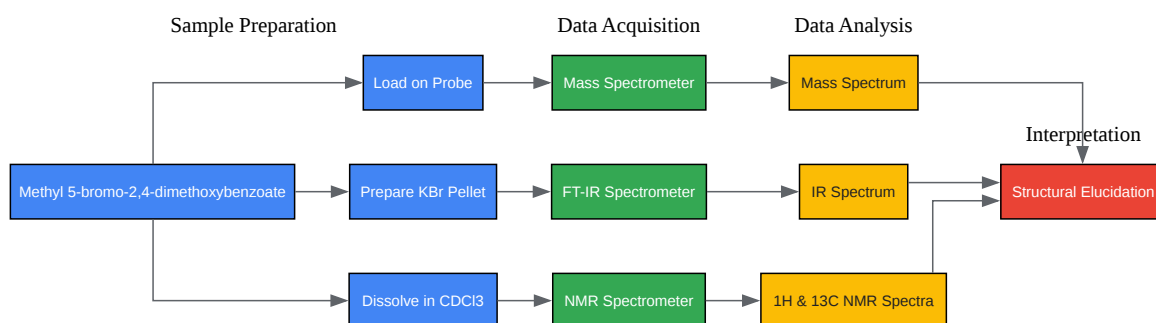 Sample Preparation
Data Acquisition
Data Analysis
Load on Probe
Mass Spectrometer
Mass Spectrum
Interpretation
Methyl 5-bromo-2,4-dimethoxybenzoate
Prepare KBr Pellet
FT-IR Spectrometer
IR Spectrum
Structural Elucidation
Dissolve in CDCl3
NMR Spectrometer
1H & 13C NMR Spectra